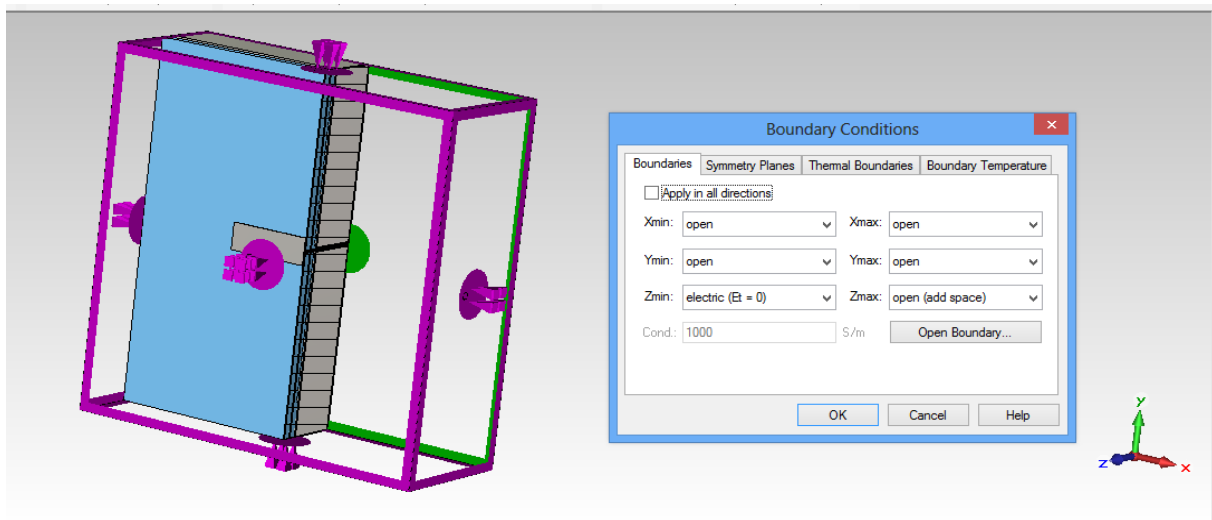 Boundary Conditions
Boundaries Symmetry Planes Thermal Boundaries Boundary Temperature
Apply in all directions
Xmin: open Xmax: open
Ymin: open Ymax: open
Zmin: electric (Et = 0) Zmax: open (add space)
Cond.: 1000 S/m Open Boundary...
OK Cancel Help
y
z x